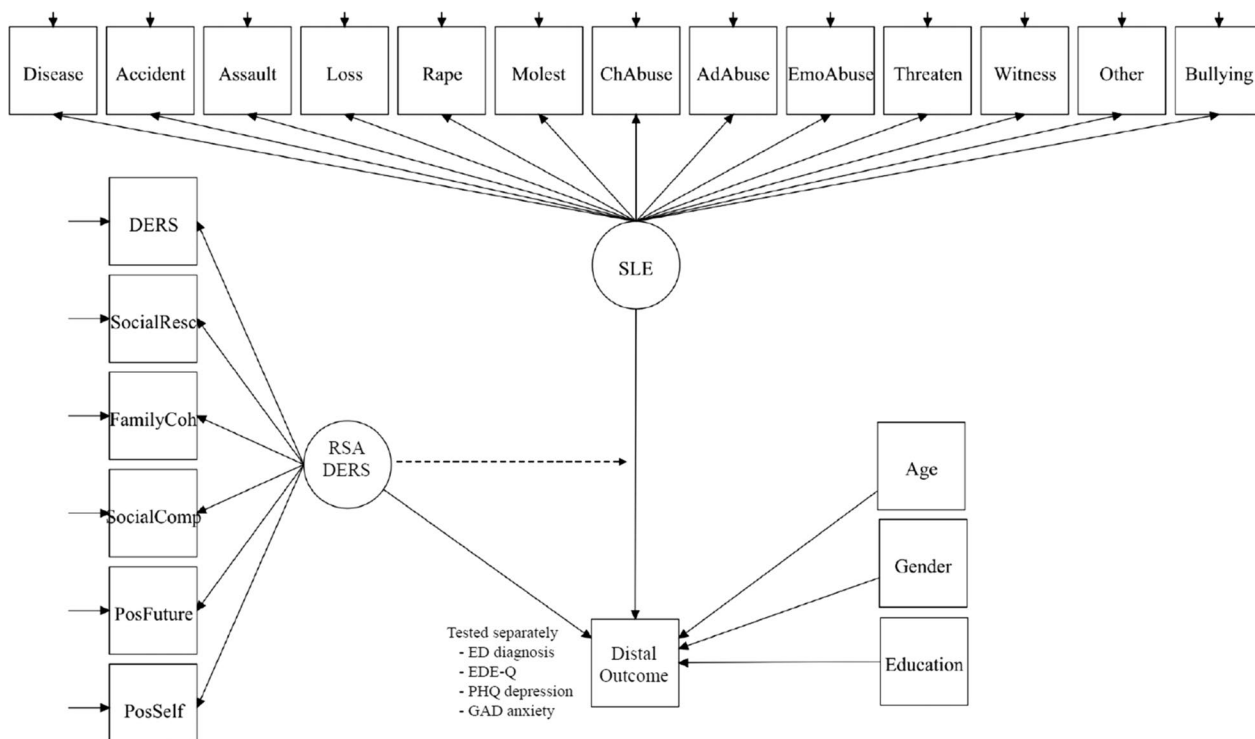 Disease
Accident
Assault
Loss
Rape
Molest
ChAbuse
AdAbuse
EmoAbuse
Threaten
Witness
Other
Bullying
DERS
SocialResc
FamilyCoh
SocialComp
PosFuture
PosSelf
SLE
RSA
DERS
Tested separately
- ED diagnosis
- EDE-Q
- PHQ depression
- GAD anxiety
Distal
Outcome
Age
Gender
Education